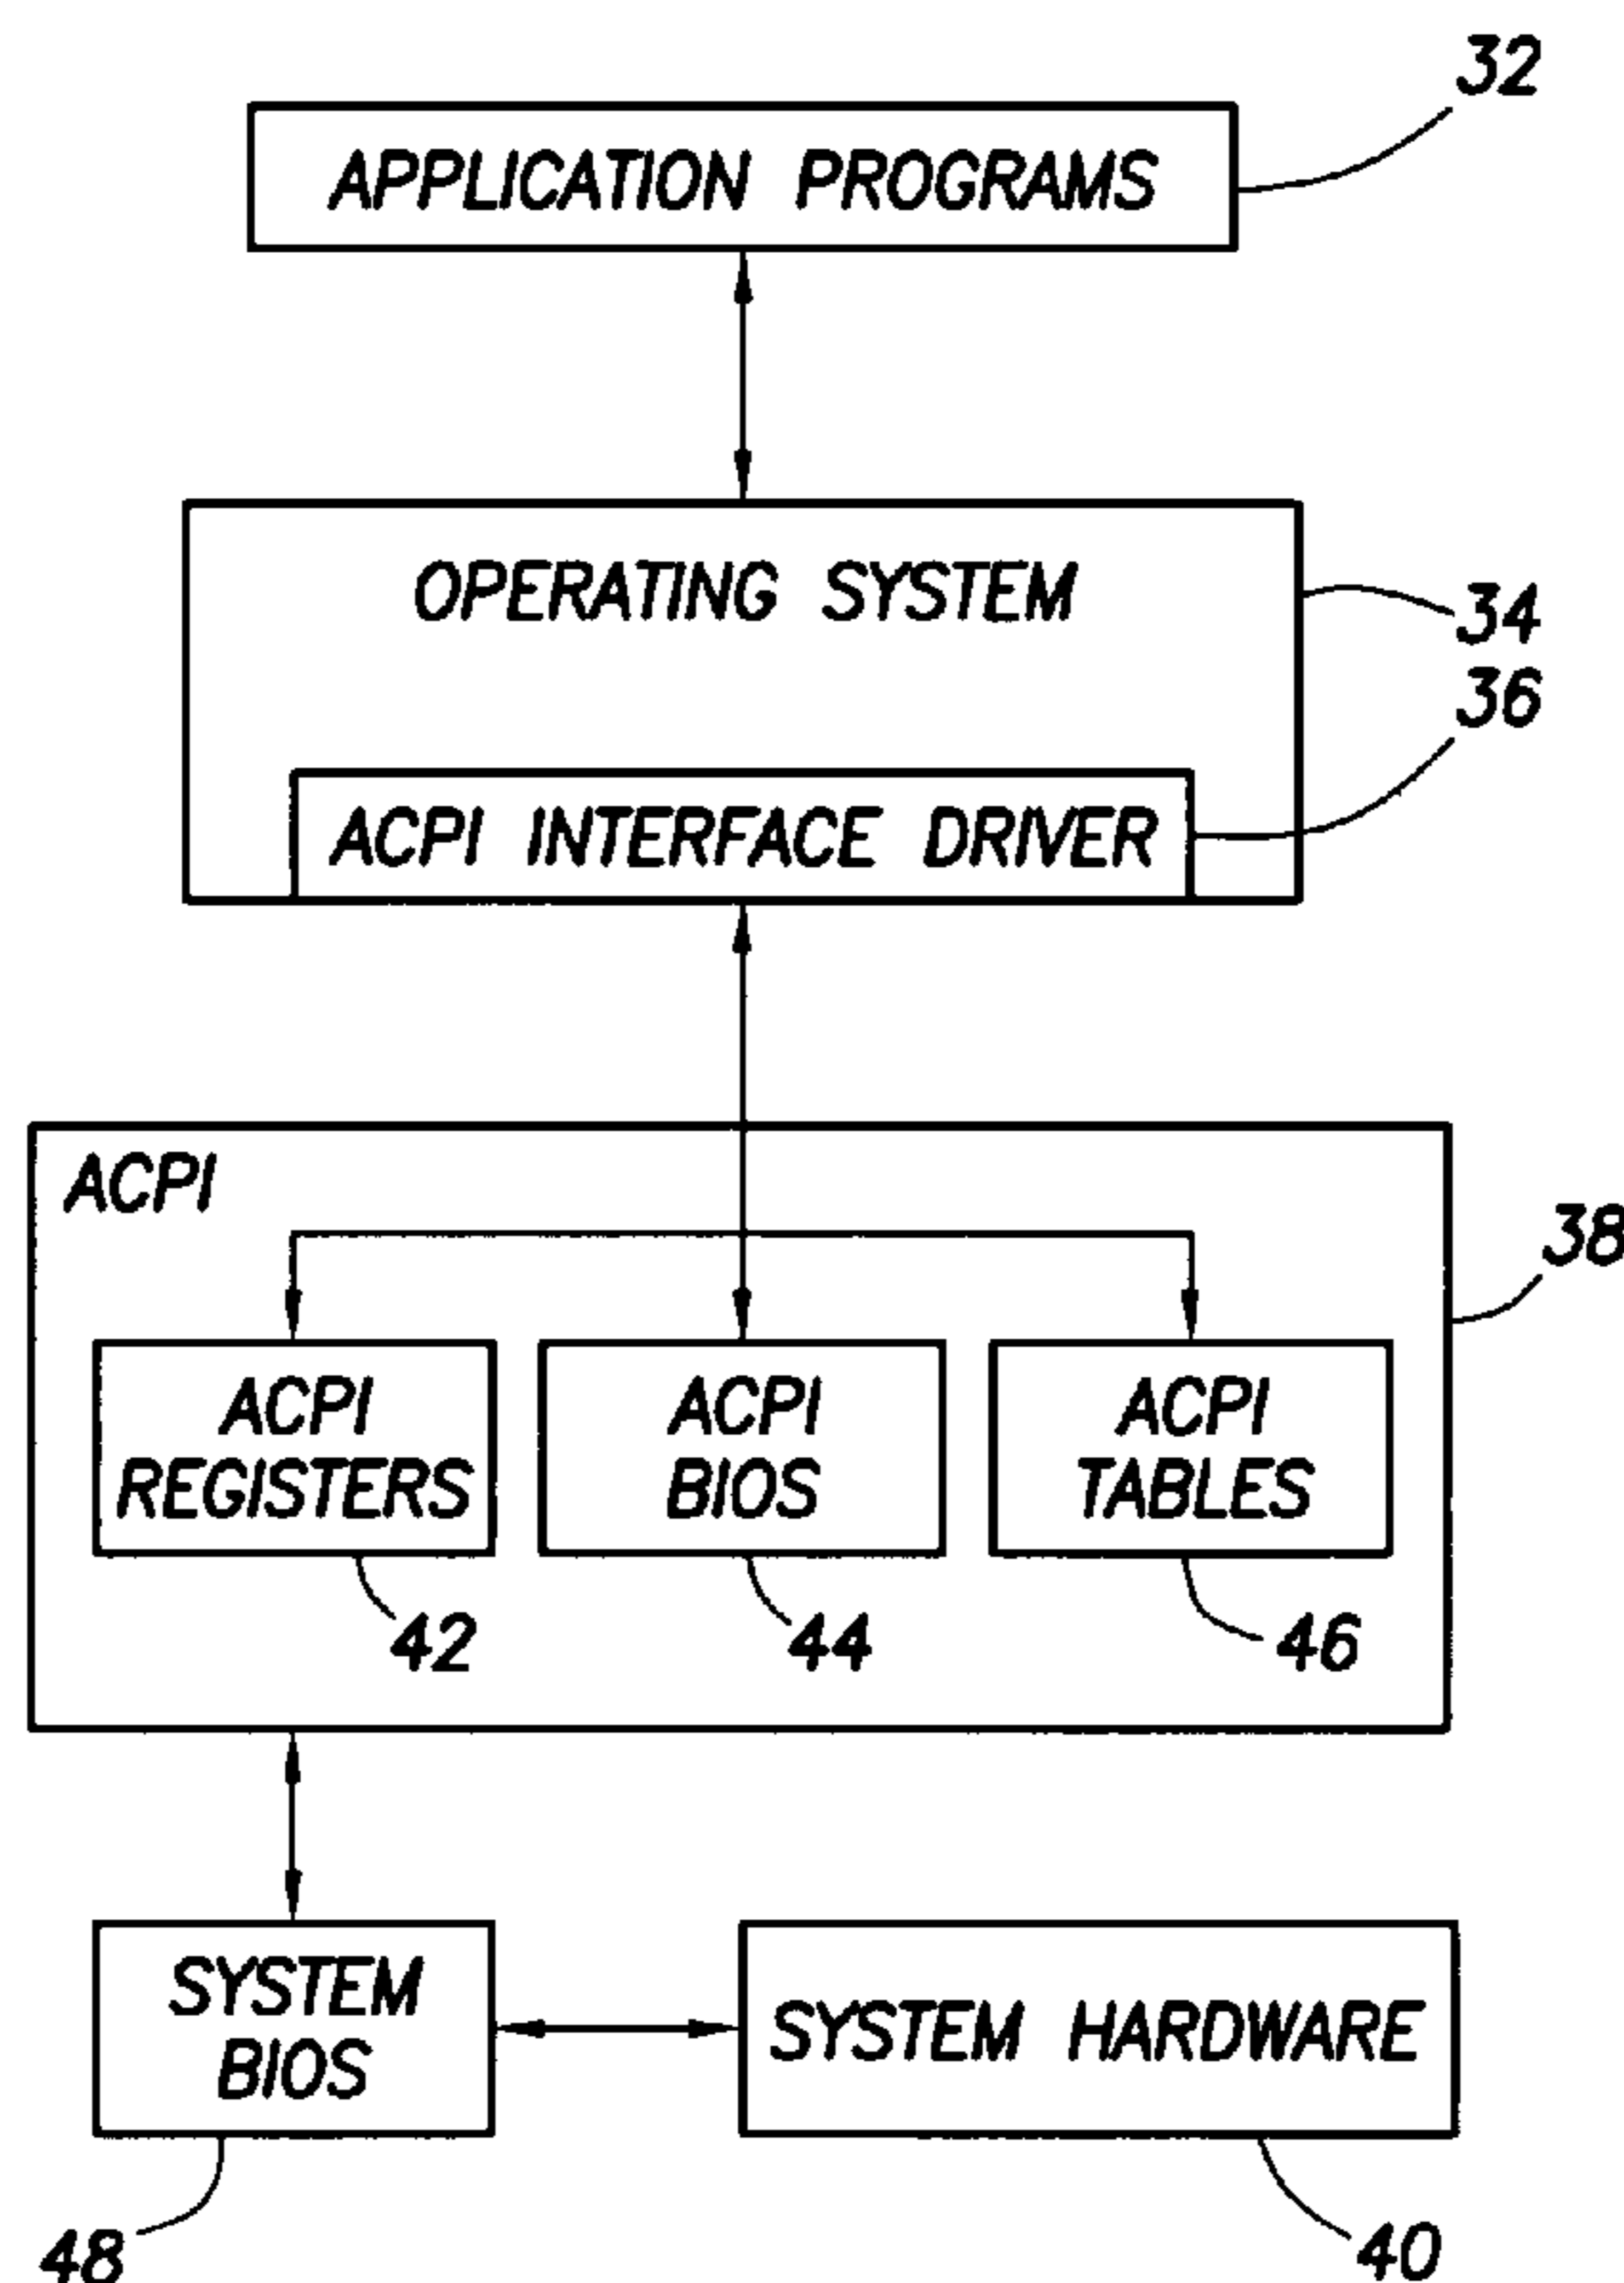 32
APPLICATION PROGRAMS
OPERATING SYSTEM
34
36
ACPI INTERFACE DRIVER
ACPI
38
ACPI
REGISTERS
ACPI
BIOS
ACPI
TABLES
42
44
46
SYSTEM
BIOS
SYSTEM HARDWARE
48
40